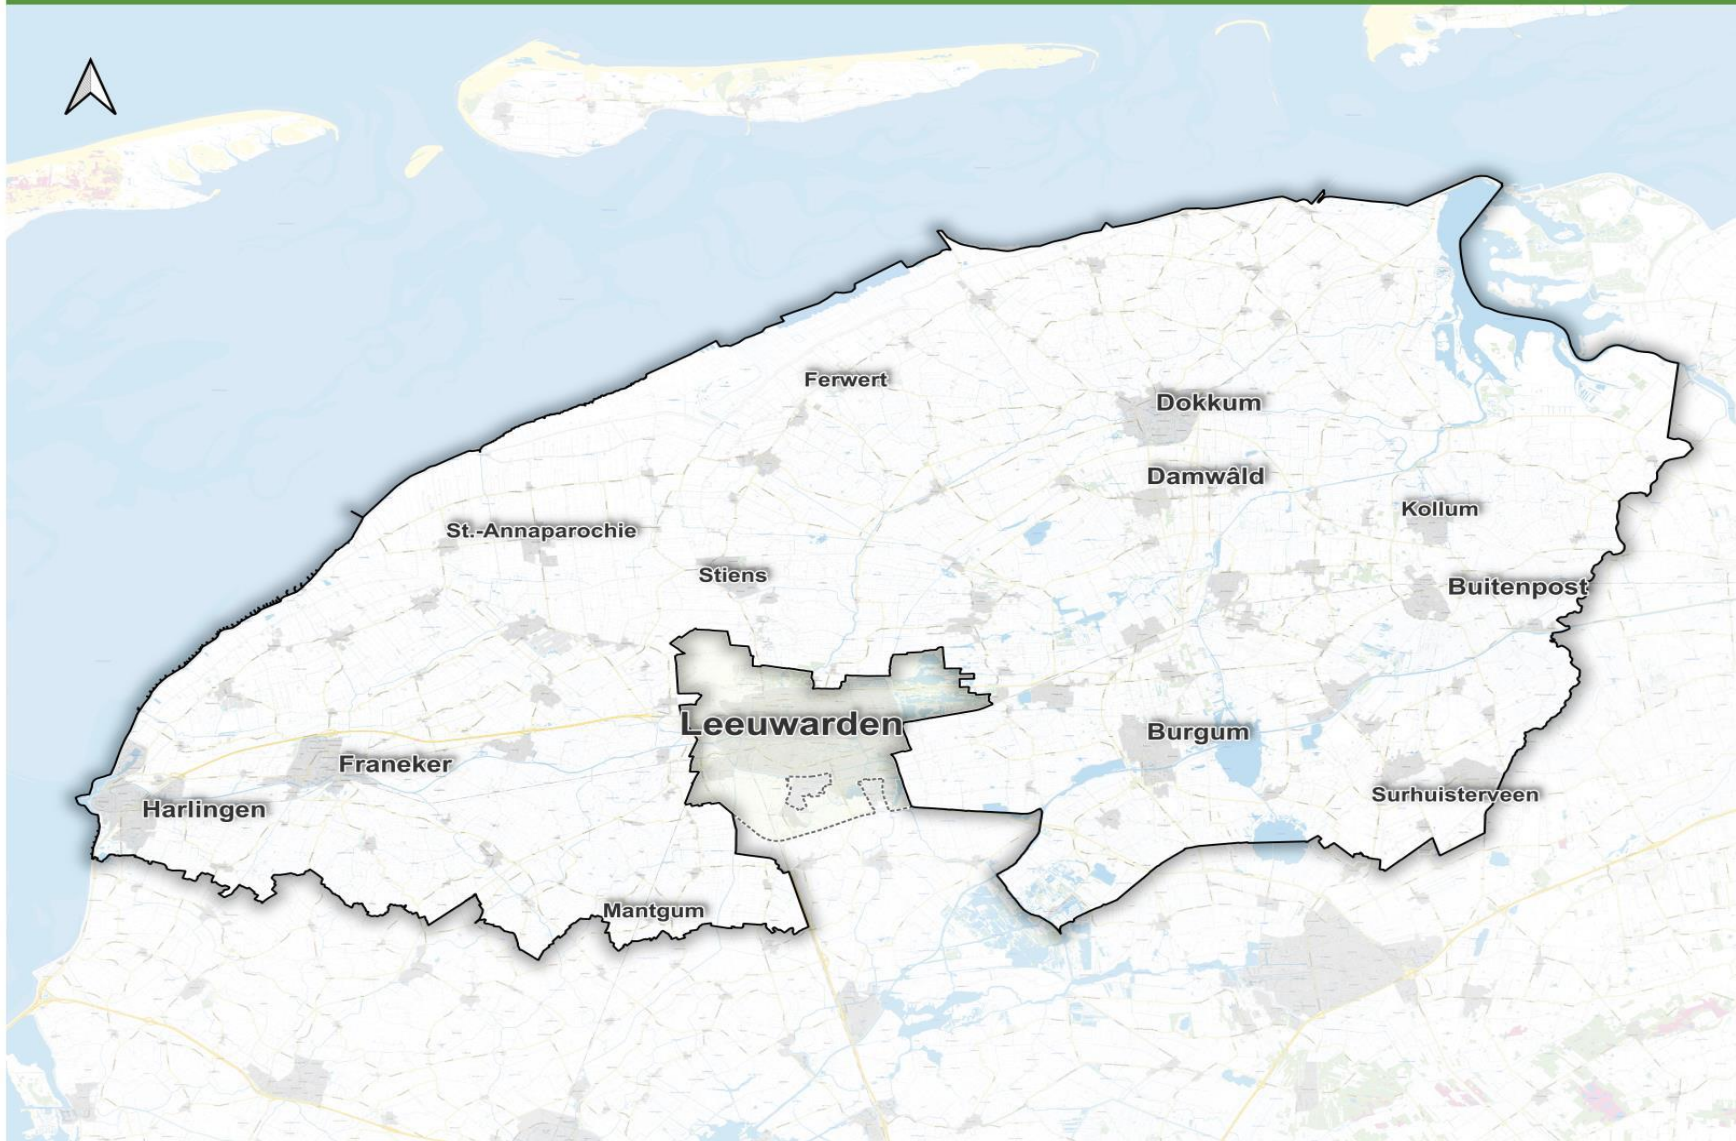 Ferwert
Dokkum
Damwâld
Kollum
St.-Annaparochie
Stiens
Buitenpost
Leeuwarden
Burgum
Franeker
Surhuisterveen
Harlingen
Mantgum